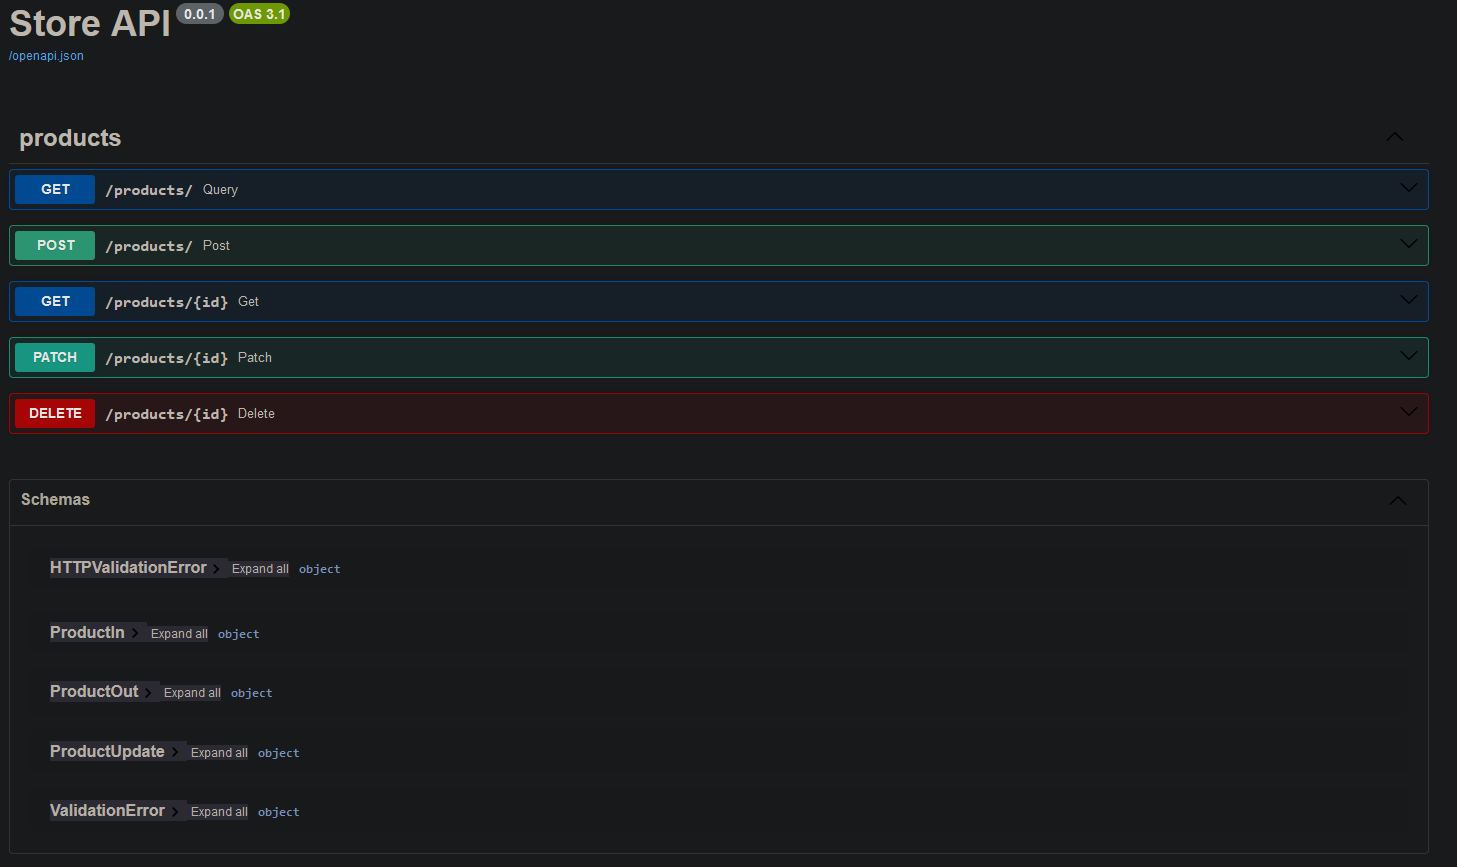 Store API 0.0.1 OAS 3.1
/openapi.json
products
GET /products/ Query
POST /products/ Post
GET /products/{id} Get
PATCH /products/{id} Patch
DELETE /products/{id} Delete
Schemas
HTTPValidationError Expand all object
ProductIn Expand all object
ProductOut Expand all object
ProductUpdate Expand all object
ValidationError Expand all object